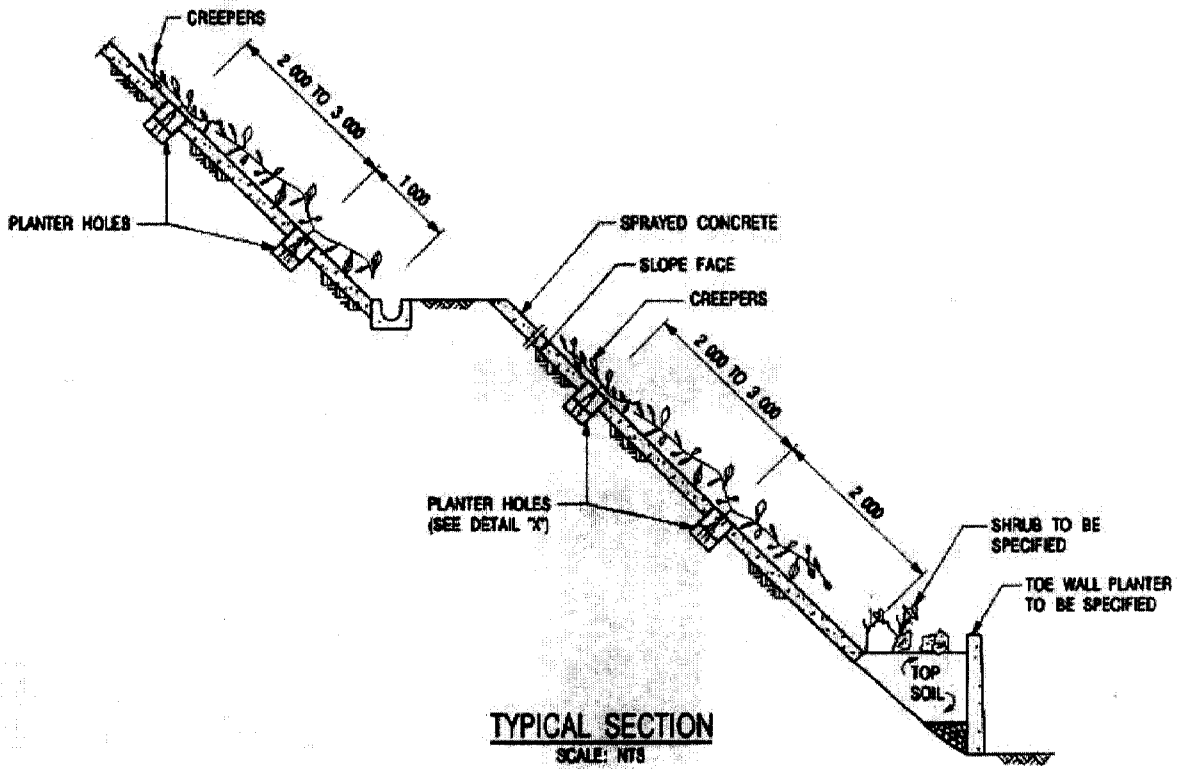 CREEPERS
2 000 TO 3 000
1 000
PLANTER HOLES
SPRAYED CONCRETE
SLOPE FACE
CREEPERS
2 000 TO 3 000
2 000
PLANTER HOLES
(SEE DETAIL "X")
SHRUB TO BE
SPECIFIED
TOE WALL PLANTER
TO BE SPECIFIED
TOP
SOIL
TYPICAL SECTION
SCALE: NTS